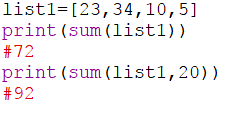 list1=[23,34,10,5]
print(sum(list1))
#72
print(sum(list1,20))
#92